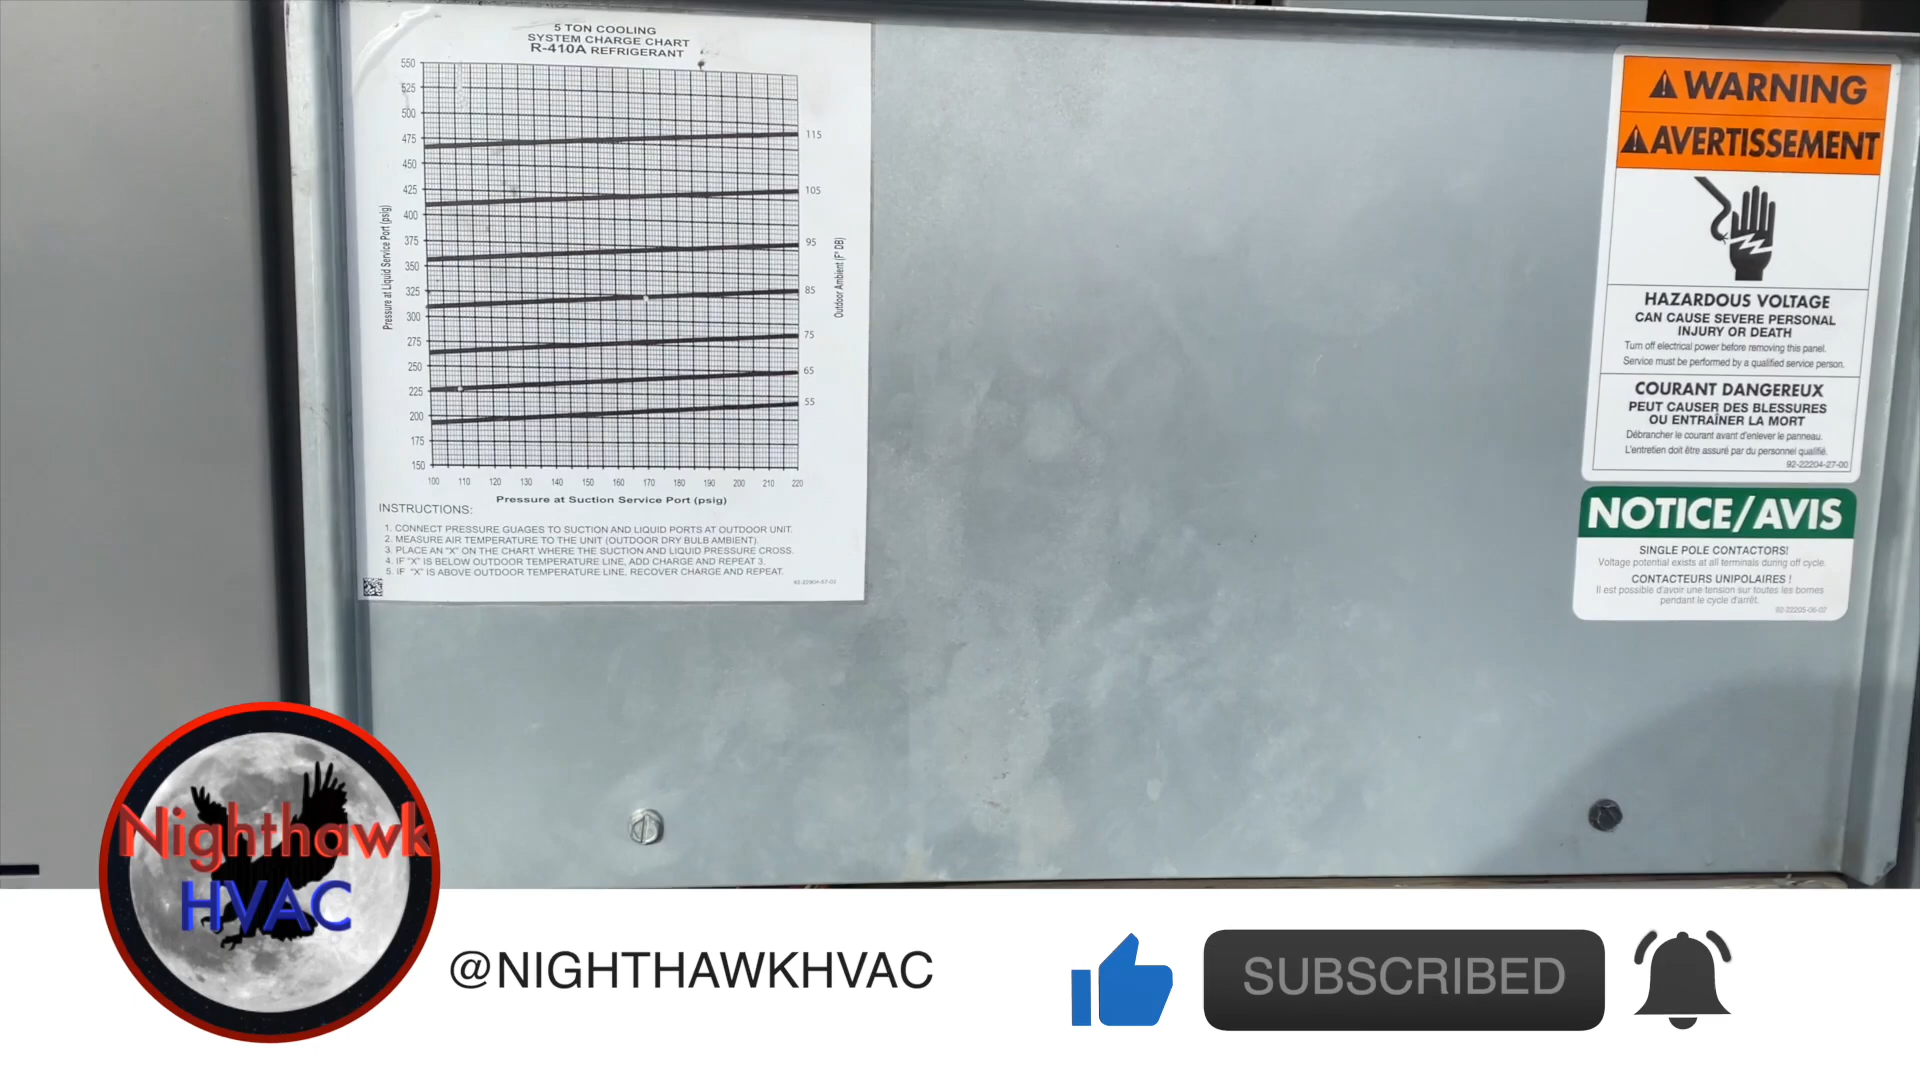 5 TON COOLING
SYSTEM CHARGE CHART
R-410A REFRIGERANT
550
525
500
475
450
425
400
375
350
325
300
275
250
225
200
175
150
Pressure at Liquid Service Port (psig)
115
105
95
85
75
65
55
Outdoor Ambient (F° DB)
100 110 120 130 140 150 160 170 180 190 200 210 220
Pressure at Suction Service Port (psig)
INSTRUCTIONS:
1. CONNECT PRESSURE GUAGES TO SUCTION AND LIQUID PORTS AT OUTDOOR UNIT.
2. MEASURE AIR TEMPERATURE TO THE UNIT (OUTDOOR DRY BULB AMBIENT).
3. PLACE AN "X" ON THE CHART WHERE THE SUCTION AND LIQUID PRESSURE CROSS.
4. IF "X" IS BELOW OUTDOOR TEMPERATURE LINE, ADD CHARGE AND REPEAT 3.
5. IF "X" IS ABOVE OUTDOOR TEMPERATURE LINE, RECOVER CHARGE AND REPEAT.
WARNING
AVERTISSEMENT
HAZARDOUS VOLTAGE
CAN CAUSE SEVERE PERSONAL
INJURY OR DEATH
Turn off electrical power before removing this panel.
Service must be performed by a qualified service person.
COURANT DANGEREUX
PEUT CAUSER DES BLESSURES
OU ENTRAÎNER LA MORT
Débrancher le courant avant d'enlever le panneau.
L'entretien doit être assuré par du personnel qualifié.
92-22204-27-00
NOTICE/AVIS
SINGLE POLE CONTACTORS!
Voltage potential exists at all terminals during off cycle.
CONTACTEURS UNIPOLAIRES !
Il est possible d'avoir une tension sur toutes les bornes
pendant le cycle d'arrêt.
92-22205-06-02
Nighthawk
HVAC
@NIGHTHAWKHVAC
SUBSCRIBED